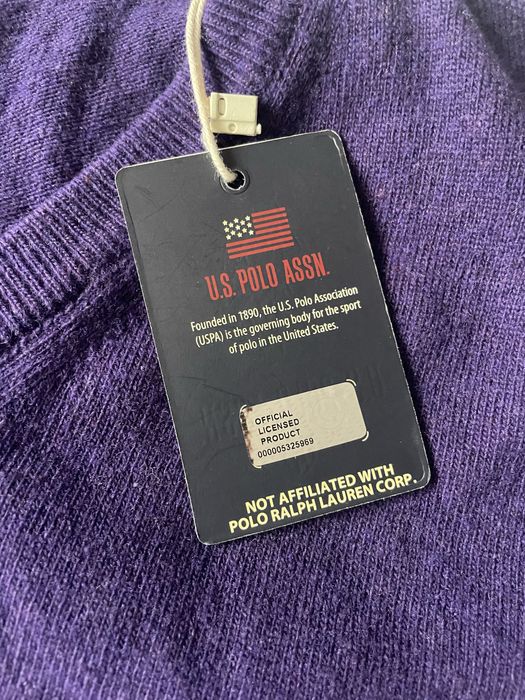 U.S. POLO ASSN.
Founded in 1890, the U.S. Polo Association
(USPA) is the governing body for the sport
of polo in the United States.
OFFICIAL
LICENSED
PRODUCT
000005325969
NOT AFFILIATED WITH
POLO RALPH LAUREN CORP.